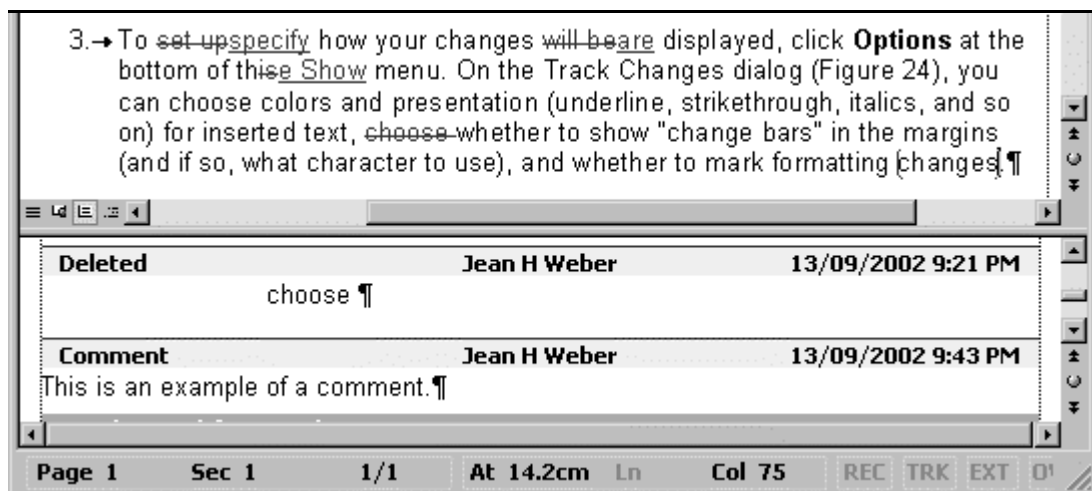 3.→ To set upspecify how your changes will beare displayed, click Options at the
bottom of thise Show menu. On the Track Changes dialog (Figure 24), you
can choose colors and presentation (underline, strikethrough, italics, and so
on) for inserted text, choose whether to show "change bars" in the margins
(and if so, what character to use), and whether to mark formatting changes.¶
Deleted Jean H Weber 13/09/2002 9:21 PM
choose ¶
Comment Jean H Weber 13/09/2002 9:43 PM
This is an example of a comment.¶
Page 1 Sec 1 1/1 At 14.2cm Ln Col 75 REC TRK EXT